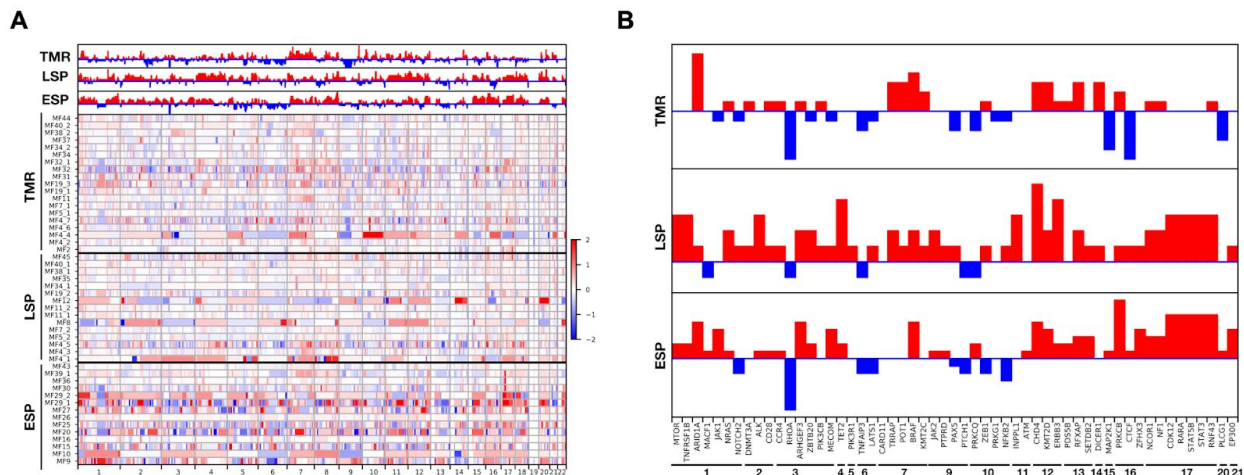 A
TMR
LSP
ESP
TMR
MF44
MF40_2
MF38_2
MF37
MF34_2
MF34
MF32_1
MF32
MF31
MF19_3
MF19_1
MF11
MF7_1
MF5_1
MF4_7
MF4_6
MF4_4
MF4_2
MF2
LSP
MF45
MF40_1
MF38_1
MF35
MF34_1
MF19_2
MF12
MF11_2
MF11_1
MF8
MF7_2
MF5_2
MF4_5
MF4_3
MF4_1
ESP
MF43
MF39_1
MF36
MF30
MF29_2
MF29_1
MF27
MF26
MF25
MF20
MF16
MF15
MF10
MF9
1 2 3 4 5 6 7 8 9 10 11 12 13 14 15 16 17 18 19 20 21 22
2
1
0
−1
−2
B
TMR
LSP
ESP
MTOR
TNFRSF1B
ARID1A
MACF1
JAK1
NRAS
NOTCH2
DNMT3A
ALK
CD28
CCR4
RHOA
ARHGEF3
ZBTB20
PIK3CB
MECOM
TET2
PIK3R1
TNFAIP3
LATS1
CARD11
TRRAP
POT1
BRAF
KMT2C
JAK2
PTPRD
PAX5
PTCH1
PRKCQ
ZEB1
PRKG1
NFKB2
INPPL1
ATM
CHD4
KMT2D
ERBB3
PDS5B
RFXAP
SETDB2
DICER1
MAP2K1
PRKCB
CTCF
ZFHX3
NCOR1
NF1
CDK12
RARA
STAT5B
STAT3
RNF43
PLCG1
EP300
1 2 3 4 5 6 7 9 10 11 12 13 14 15 16 17 20 21